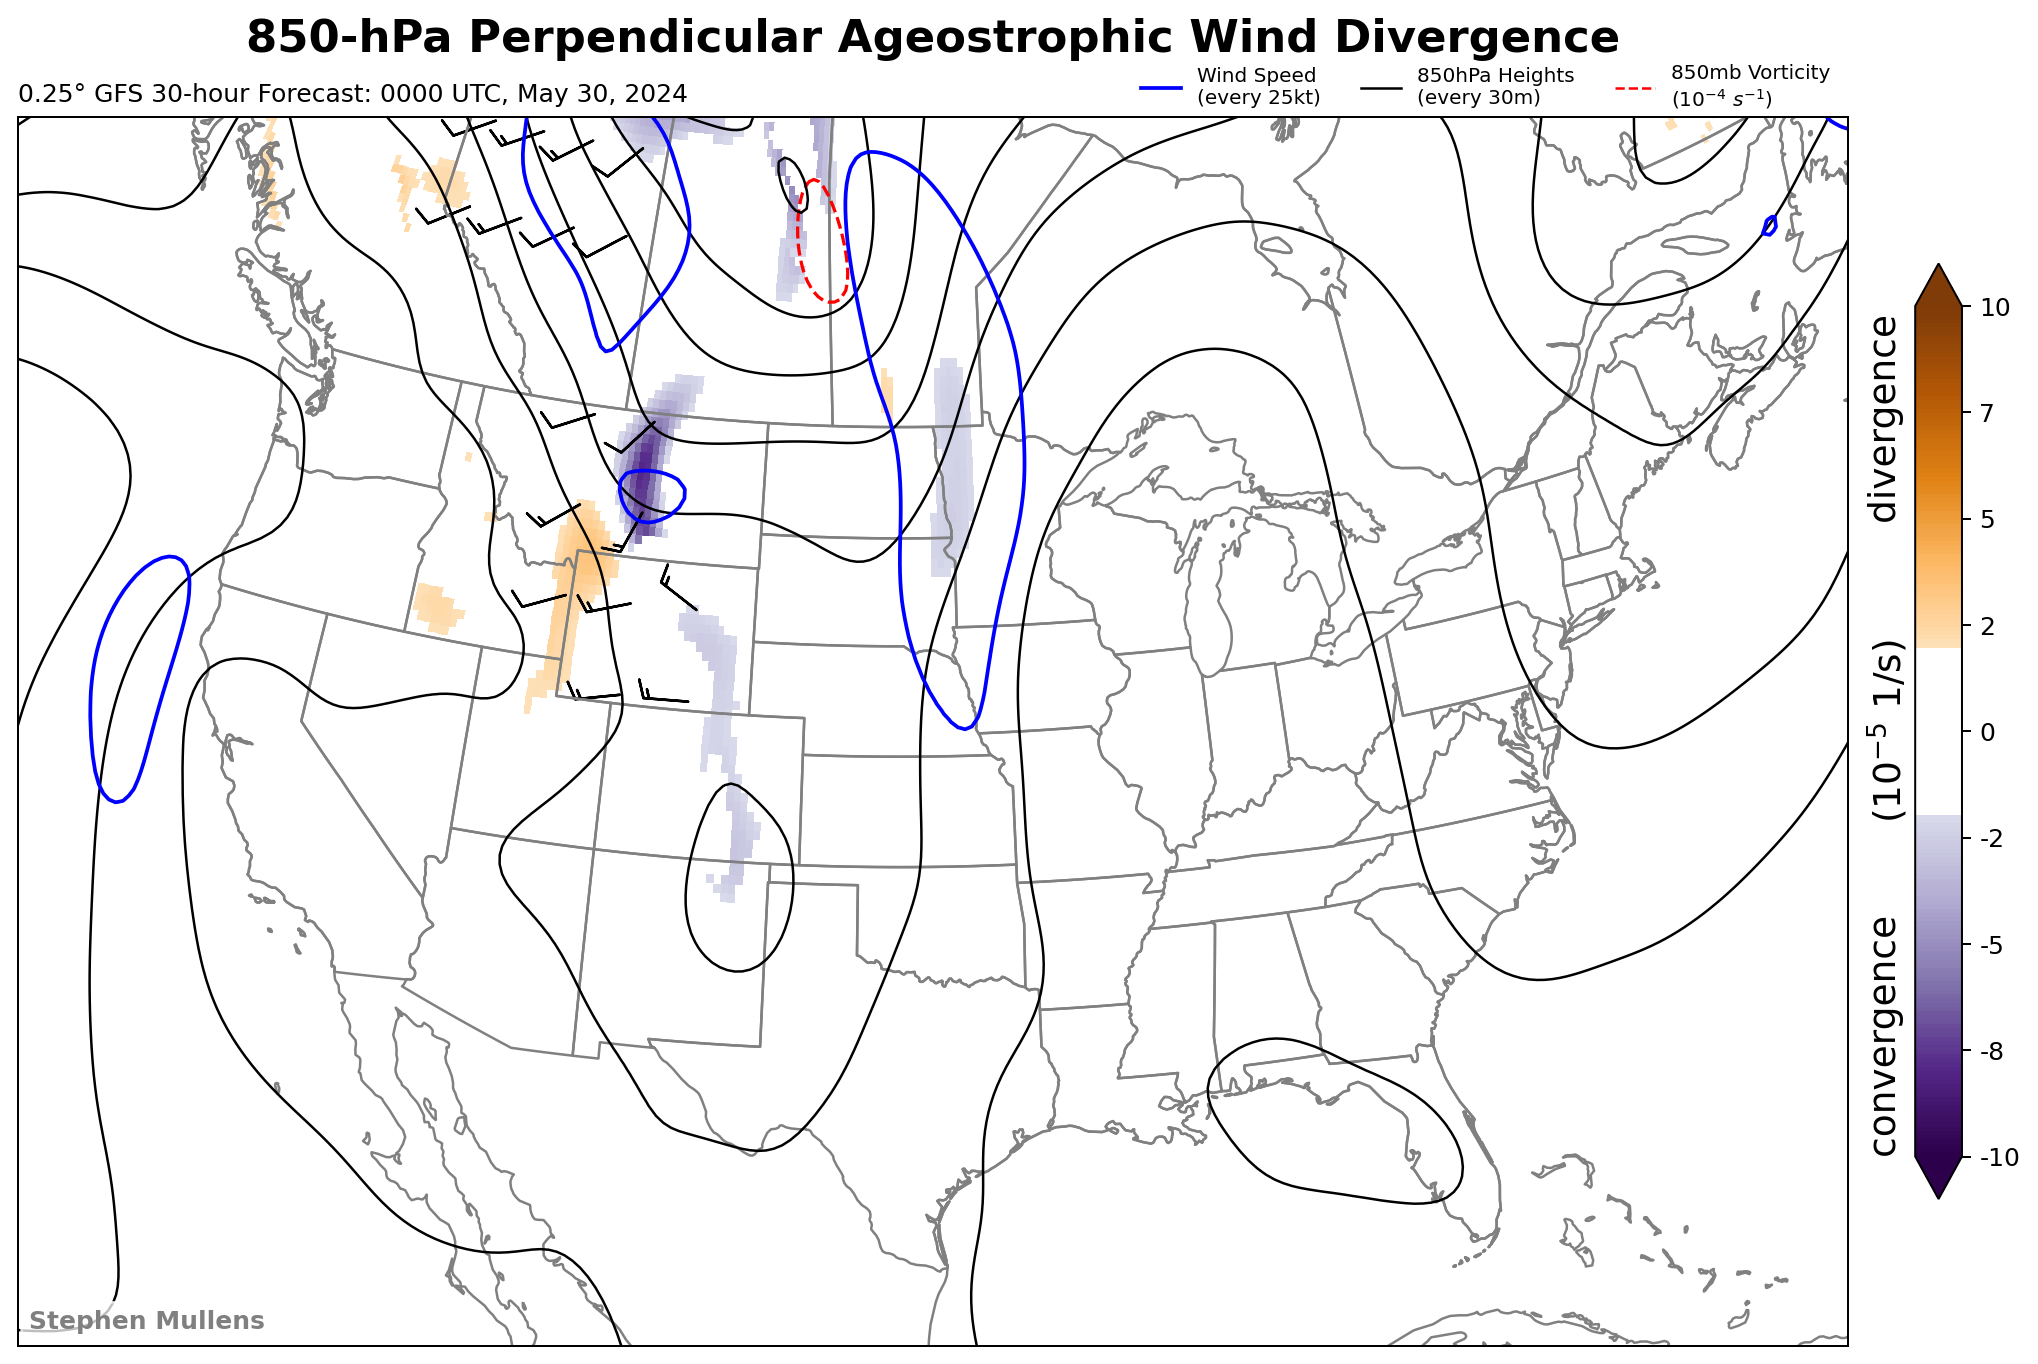 850-hPa Perpendicular Ageostrophic Wind Divergence
0.25° GFS 30-hour Forecast: 0000 UTC, May 30, 2024
Wind Speed
(every 25kt)
850hPa Heights
(every 30m)
850mb Vorticity
(10⁻⁴ s⁻¹)
10
7
5
2
0
-2
-5
-8
-10
convergence (10⁻⁵ 1/s) divergence
Stephen Mullens